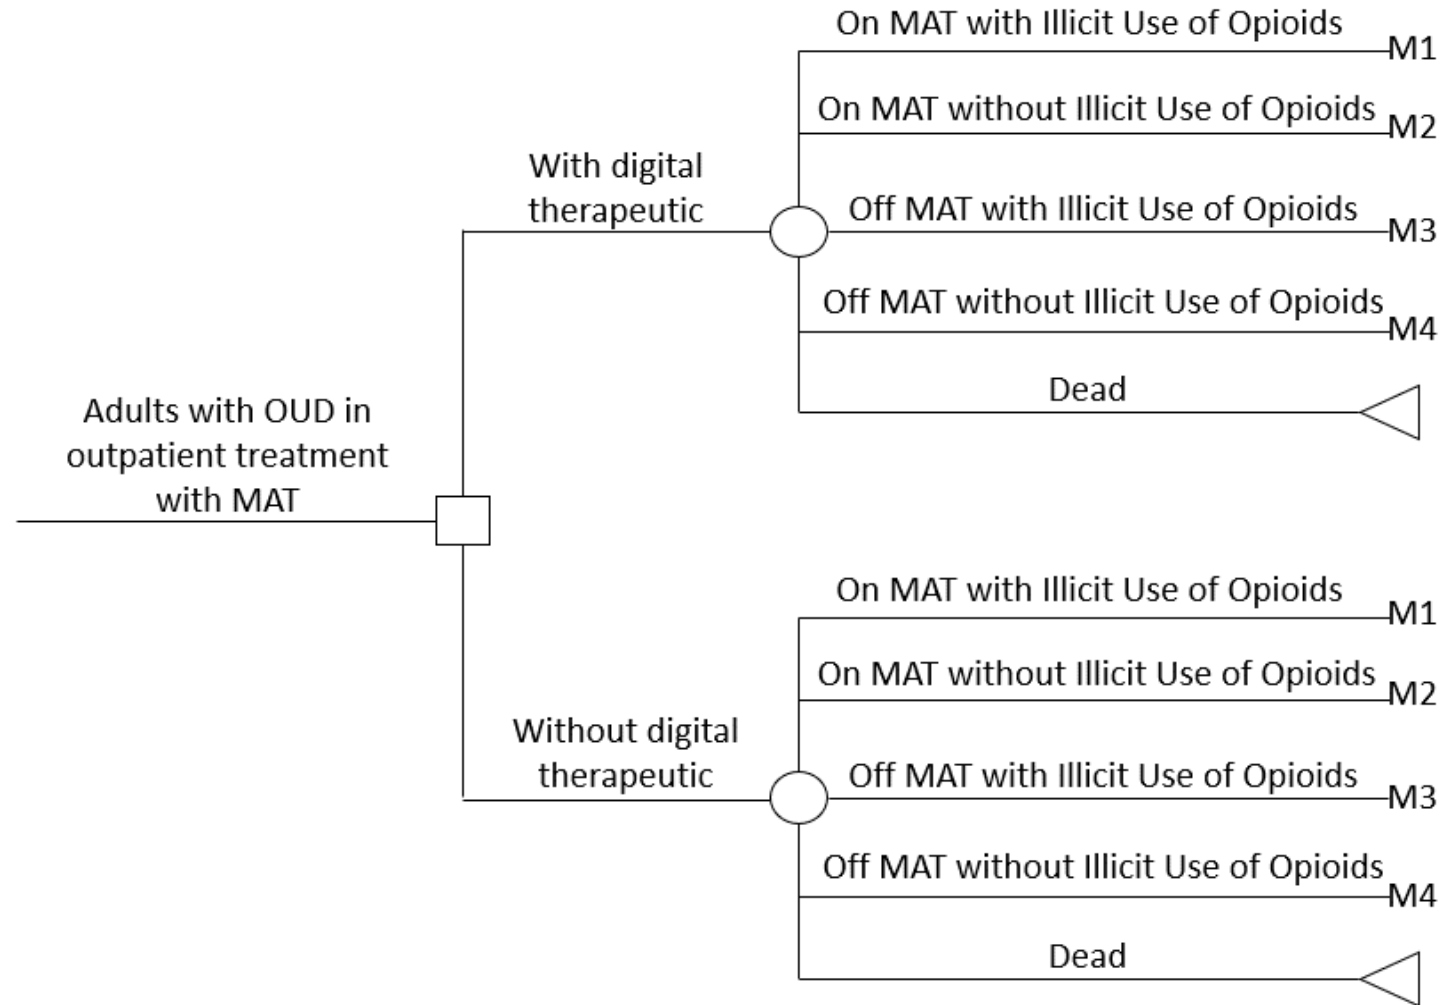 On MAT with Illicit Use of Opioids
M1
On MAT without Illicit Use of Opioids
M2
With digital
therapeutic
Off MAT with Illicit Use of Opioids
M3
Off MAT without Illicit Use of Opioids
M4
Dead
Adults with OUD in
outpatient treatment
with MAT
On MAT with Illicit Use of Opioids
M1
On MAT without Illicit Use of Opioids
M2
Without digital
therapeutic
Off MAT with Illicit Use of Opioids
M3
Off MAT without Illicit Use of Opioids
M4
Dead